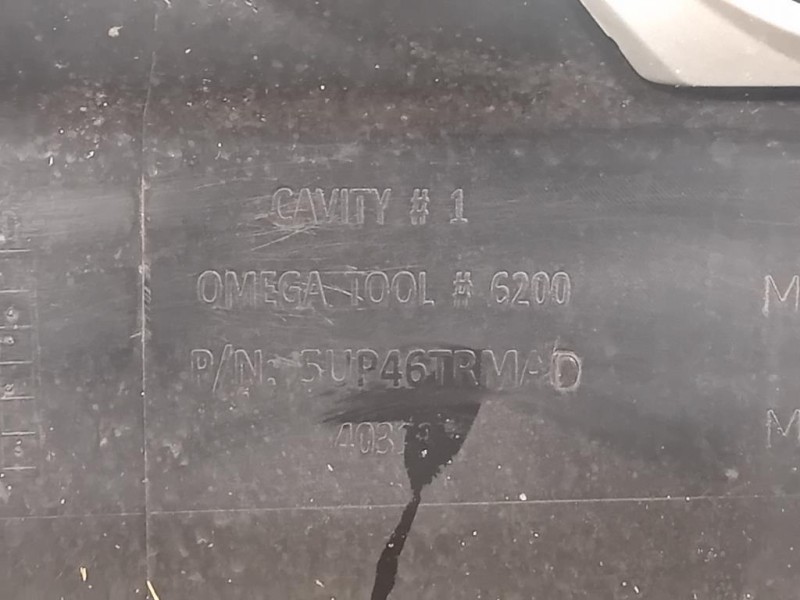 CAVITY # 1
OMEGA TOOL # 6200
P/N: 5UP46TRMAD
M
M